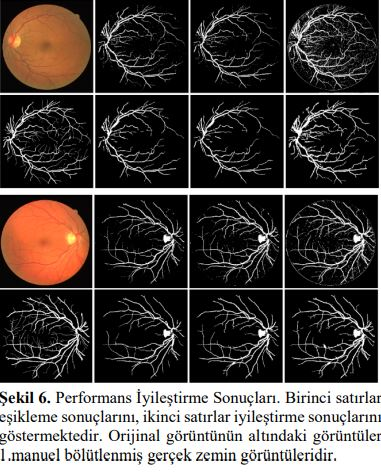 Şekil 6. Performans İyileştirme Sonuçları. Birinci satırlar
eşikleme sonuçlarını, ikinci satırlar iyileştirme sonuçlarını
göstermektedir. Orijinal görüntünün altındaki görüntüler
1.manuel bölütlenmiş gerçek zemin görüntüleridir.